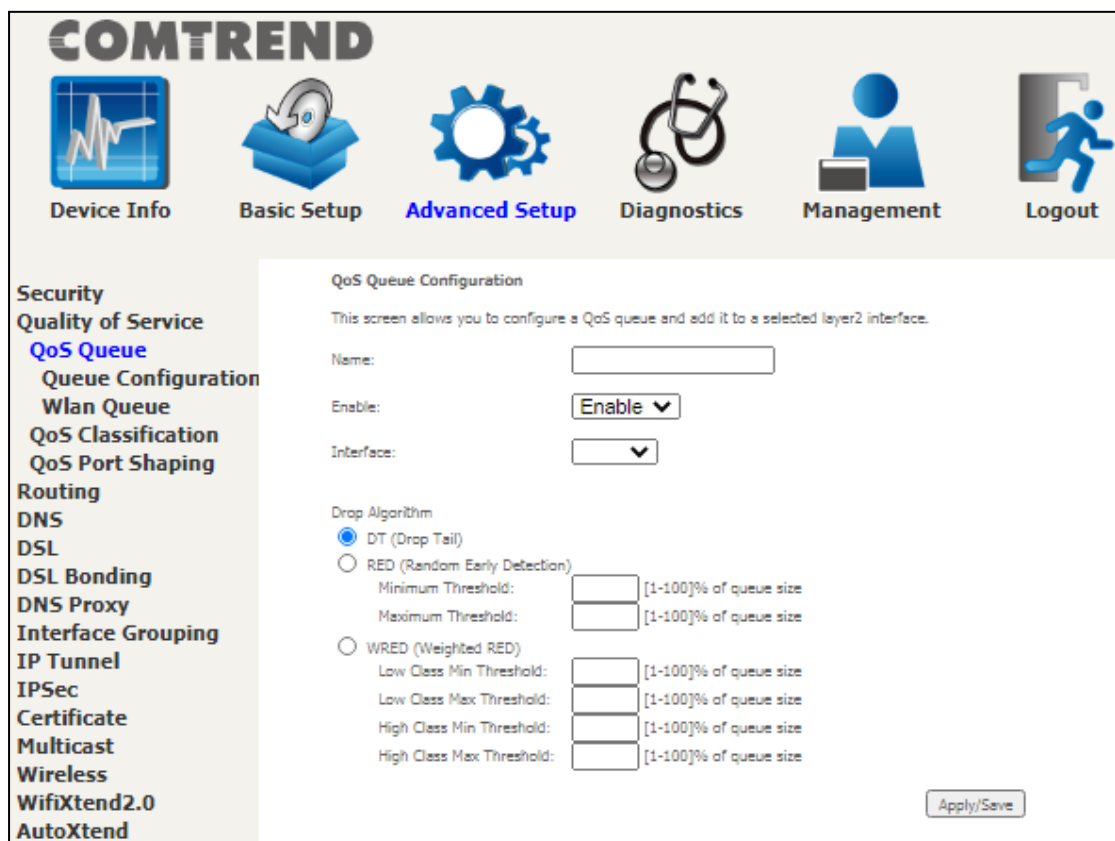 COMTREND
Device Info Basic Setup Advanced Setup Diagnostics Management Logout
Security
Quality of Service
QoS Queue
Queue Configuration
Wlan Queue
QoS Classification
QoS Port Shaping
Routing
DNS
DSL
DSL Bonding
DNS Proxy
Interface Grouping
IP Tunnel
IPSec
Certificate
Multicast
Wireless
WifiXtend2.0
AutoXtend
QoS Queue Configuration
This screen allows you to configure a QoS queue and add it to a selected layer2 interface.
Name:
Enable: Enable
Interface:
Drop Algorithm
DT (Drop Tail)
RED (Random Early Detection)
Minimum Threshold: [1-100]% of queue size
Maximum Threshold: [1-100]% of queue size
WRED (Weighted RED)
Low Class Min Threshold: [1-100]% of queue size
Low Class Max Threshold: [1-100]% of queue size
High Class Min Threshold: [1-100]% of queue size
High Class Max Threshold: [1-100]% of queue size
Apply/Save